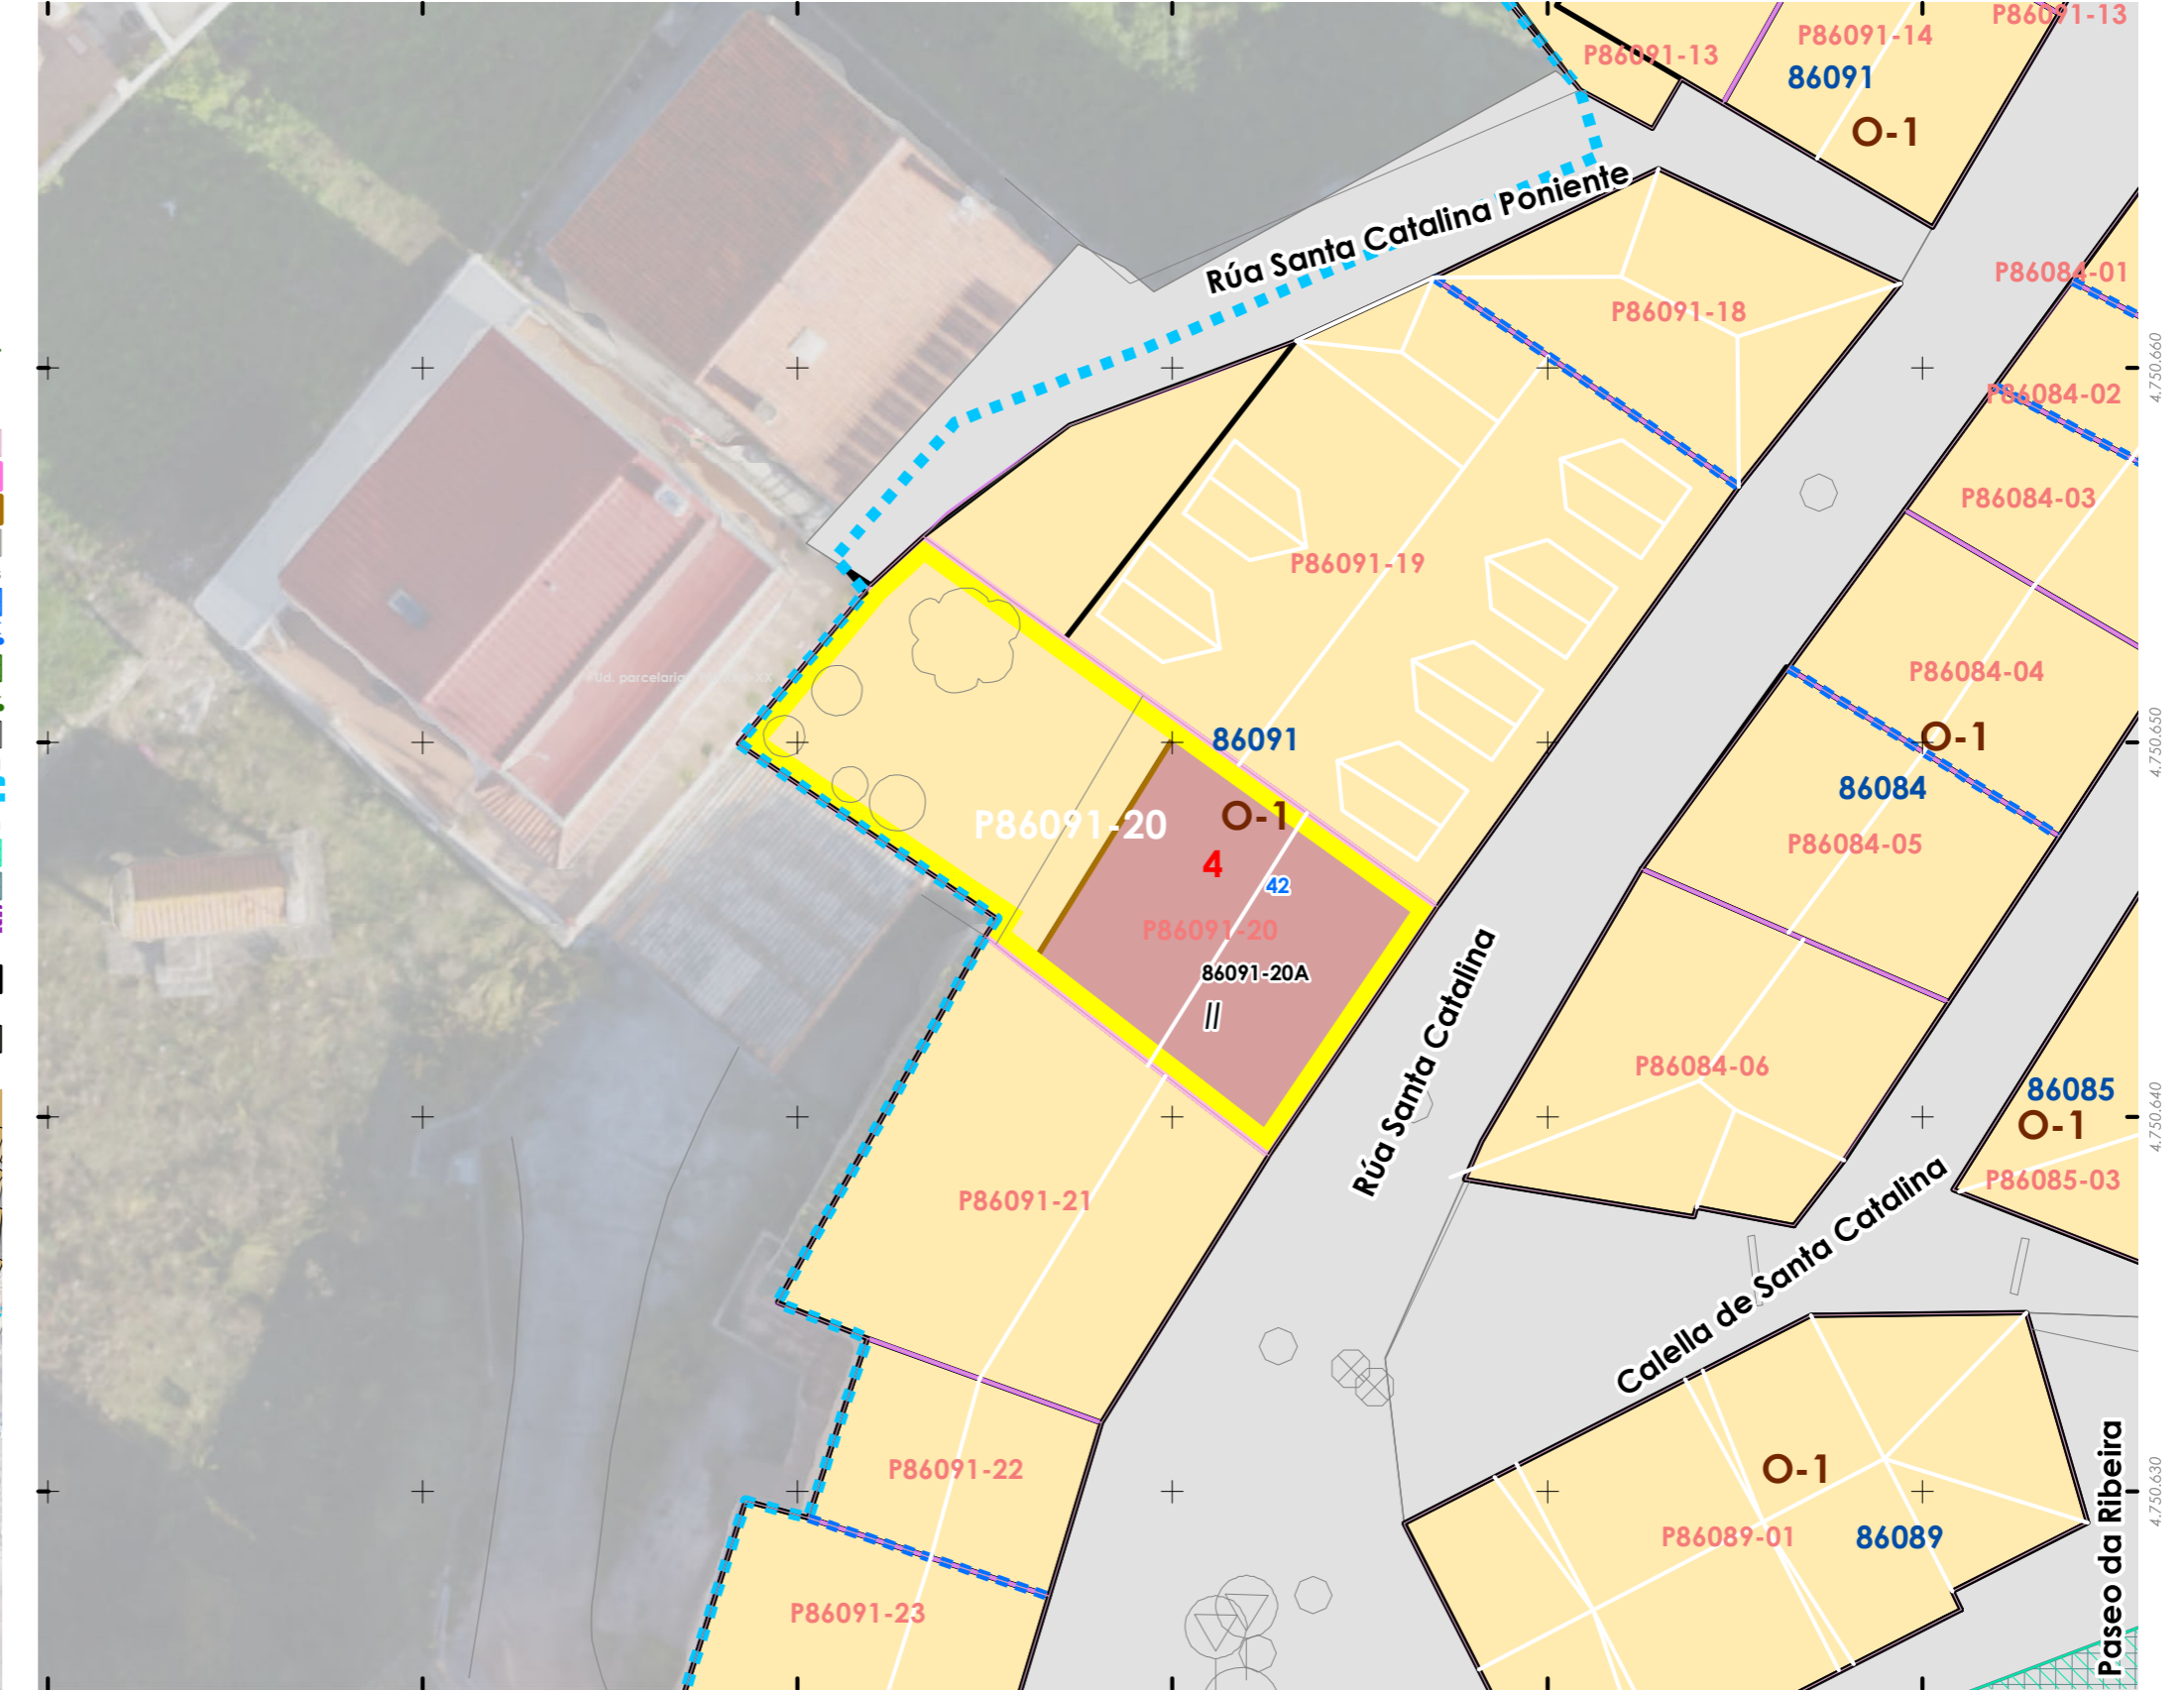 P86091-13
P86091-14
P86091-13
86091
O-1
Rúa Santa Catalina Poniente
P86084-01
P86091-18
4.750.660
P86084-02
P86084-03
P86091-19
P86084-04
4.750.650
86091
O-1
86084
P86091-20
O-1
P86084-05
4
42
P86091-20
86091-20A
II
Rúa Santa Catalina
P86084-06
86085
O-1
4.750.640
P86085-03
P86091-21
Calella de Santa Catalina
P86091-22
O-1
4.750.630
P86089-01
86089
Paseo da Ribeira
P86091-23